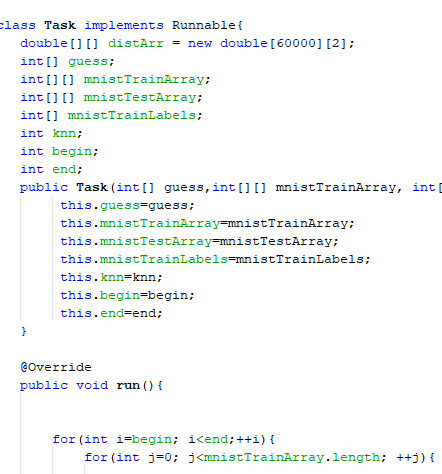 class Task implements Runnable{
double[][] distArr = new double[60000][2];
int[] guess;
int[][] mnistTrainArray;
int[][] mnistTestArray;
int[] mnistTrainLabels;
int knn;
int begin;
int end;
public Task(int[] guess,int[][] mnistTrainArray, int[
this.guess=guess;
this.mnistTrainArray=mnistTrainArray;
this.mnistTestArray=mnistTestArray;
this.mnistTrainLabels=mnistTrainLabels;
this.knn=knn;
this.begin=begin;
this.end=end;
}
@Override
public void run(){
for(int i=begin; i<end;++i){
for(int j=0; j<mnistTrainArray.length; ++j){